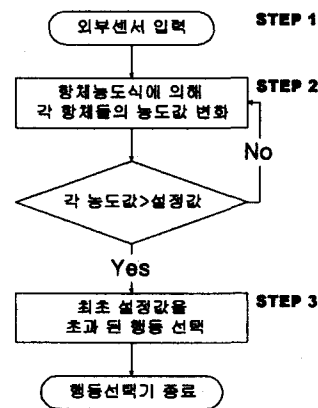 외부센서 입력
STEP 1
항체농도식에 의해
각 항체들의 농도값 변화
STEP 2
No
각 농도값>설정값
Yes
최초 설정값을
초과 된 행동 선택
STEP 3
행동선택기 종료